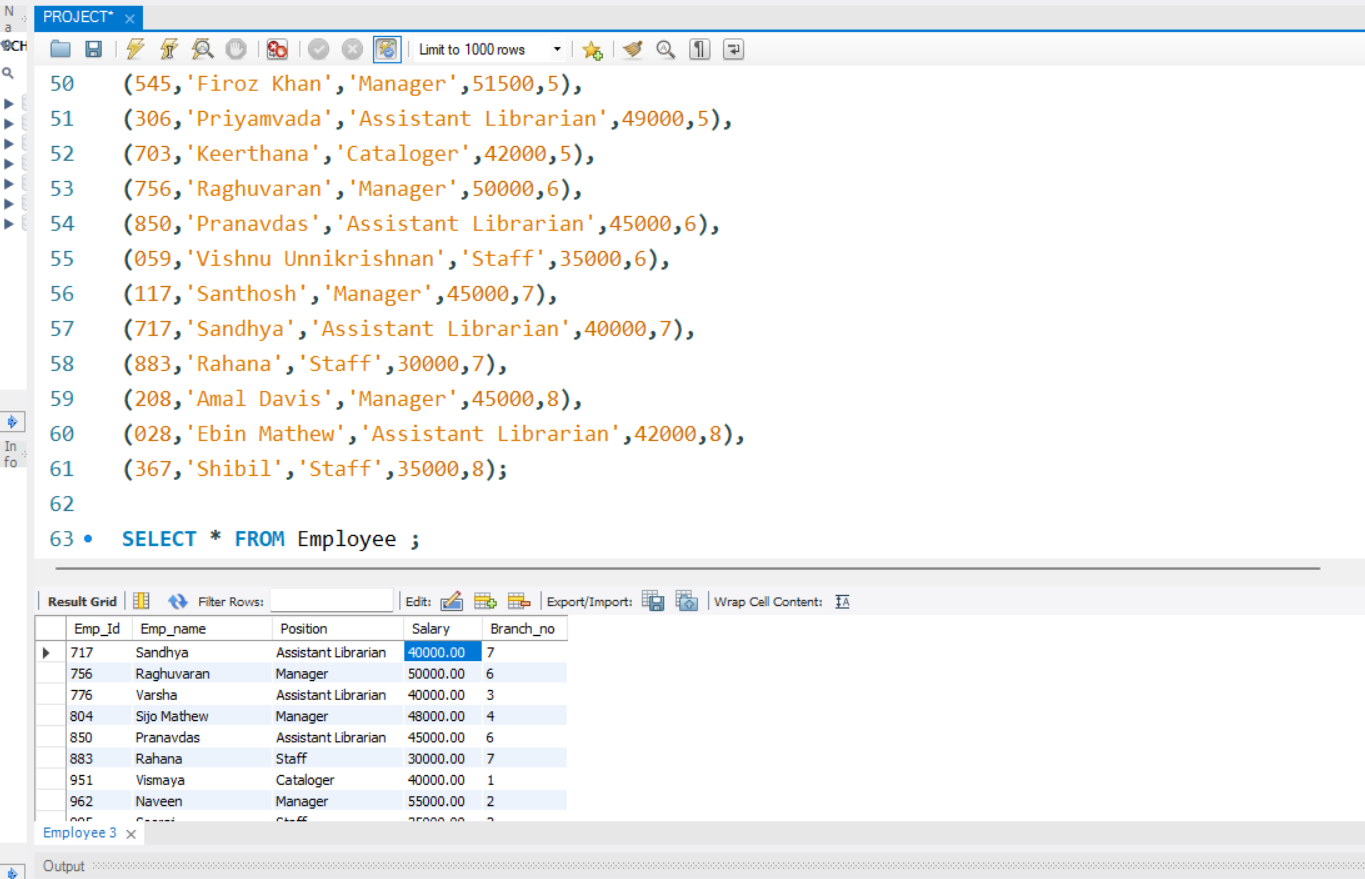 N
a
PROJECT* ×
SCH
Limit to 1000 rows
50 (545,'Firoz Khan','Manager',51500,5),
51 (306,'Priyamvada','Assistant Librarian',49000,5),
52 (703,'Keerthana','Cataloger',42000,5),
53 (756,'Raghuvaran','Manager',50000,6),
54 (850,'Pranavdas','Assistant Librarian',45000,6),
55 (059,'Vishnu Unnikrishnan','Staff',35000,6),
56 (117,'Santhosh','Manager',45000,7),
57 (717,'Sandhya','Assistant Librarian',40000,7),
58 (883,'Rahana','Staff',30000,7),
59 (208,'Amal Davis','Manager',45000,8),
60 (028,'Ebin Mathew','Assistant Librarian',42000,8),
61 (367,'Shibil','Staff',35000,8);
62
63 SELECT * FROM Employee ;
In
fo
Result Grid Filter Rows: Edit: Export/Import: Wrap Cell Content: IA
Emp_Id Emp_name Position Salary Branch_no
717 Sandhya Assistant Librarian 40000.00 7
756 Raghuvaran Manager 50000.00 6
776 Varsha Assistant Librarian 40000.00 3
804 Sijo Mathew Manager 48000.00 4
850 Pranavdas Assistant Librarian 45000.00 6
883 Rahana Staff 30000.00 7
951 Vismaya Cataloger 40000.00 1
962 Naveen Manager 55000.00 2
Employee 3 ×
Output